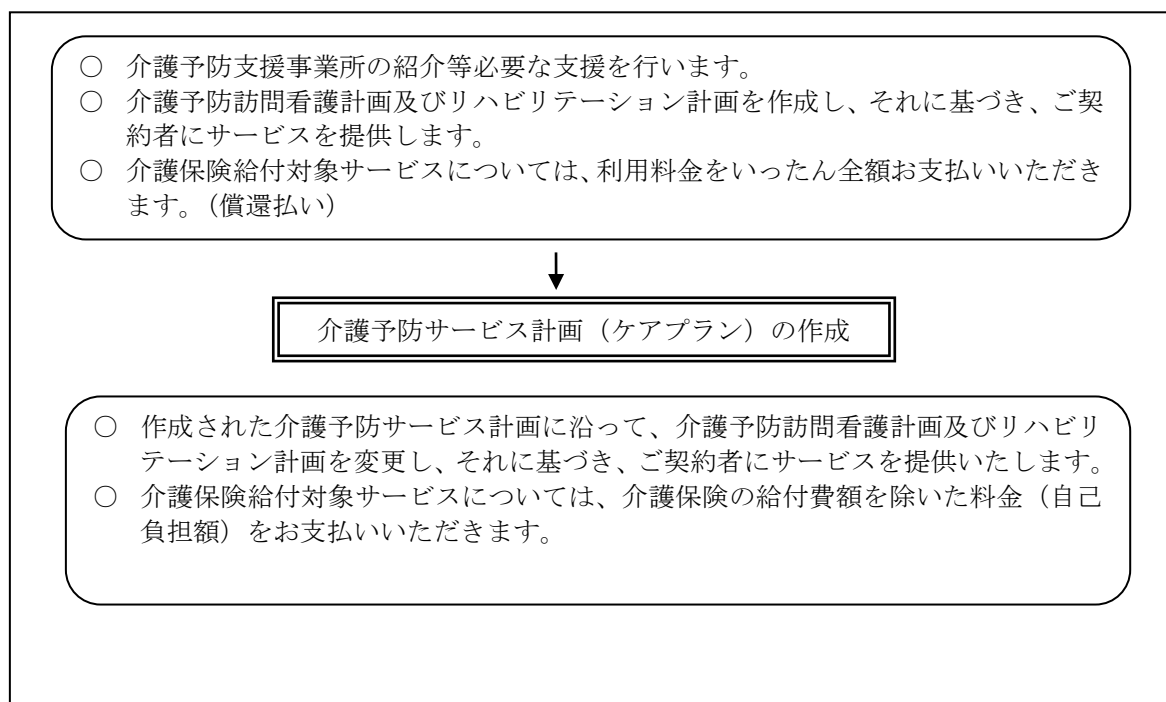 ○ 介護予防支援事業所の紹介等必要な支援を行います。
○ 介護予防訪問看護計画及びリハビリテーション計画を作成し、それに基づき、ご契
約者にサービスを提供します。
○ 介護保険給付対象サービスについては、利用料金をいったん全額お支払いいただき
ます。（償還払い）
介護予防サービス計画（ケアプラン）の作成
○ 作成された介護予防サービス計画に沿って、介護予防訪問看護計画及びリハビリ
テーション計画を変更し、それに基づき、ご契約者にサービスを提供いたします。
○ 介護保険給付対象サービスについては、介護保険の給付費額を除いた料金（自己
負担額）をお支払いいただきます。